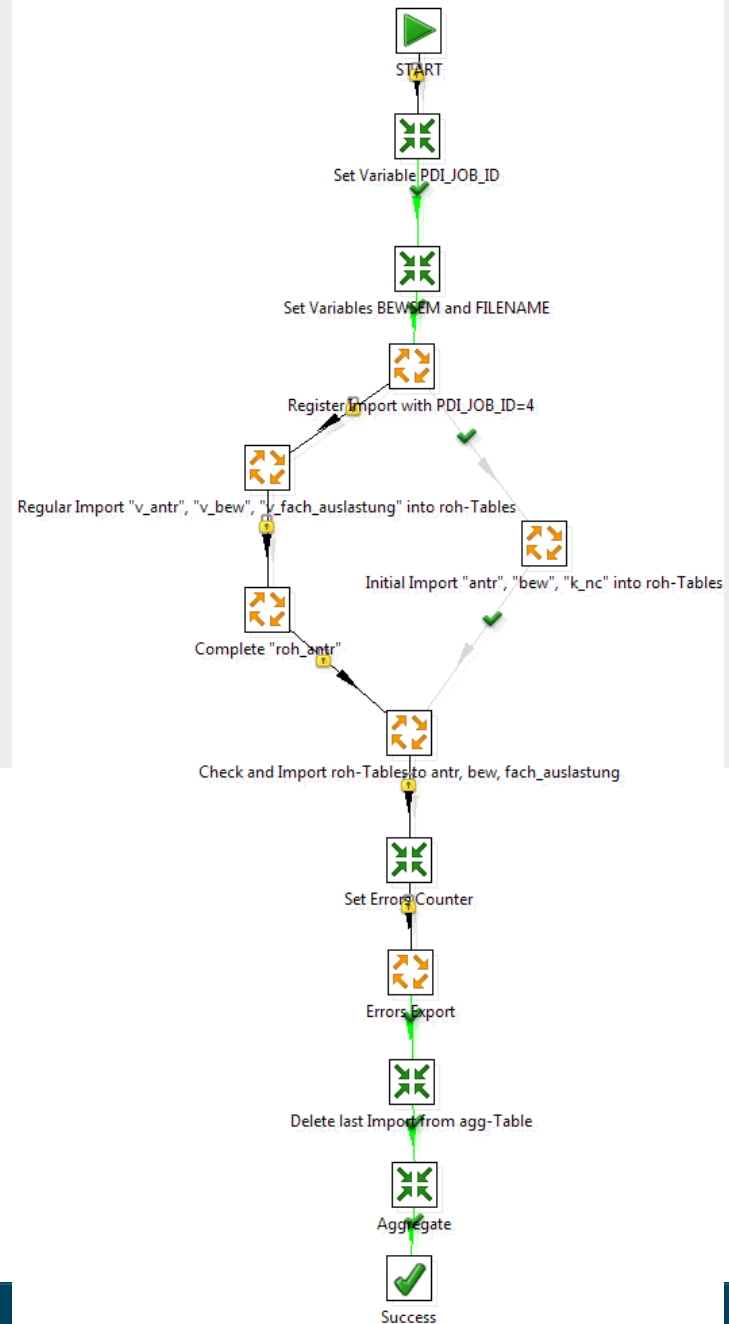 START
Set Variable PDI_JOB_ID
Set Variables BEWSEM and FILENAME
Register Import with PDI_JOB_ID=4
Regular Import "v_antr", "v_bew", "v_fach_auslastung" into roh-Tables
Initial Import "antr", "bew", "k_nc" into roh-Tables
Complete "roh_antr"
Check and Import roh-Tables to antr, bew, fach_auslastung
Set Errors Counter
Errors Export
Delete last Import from agg-Table
Aggregate
Success